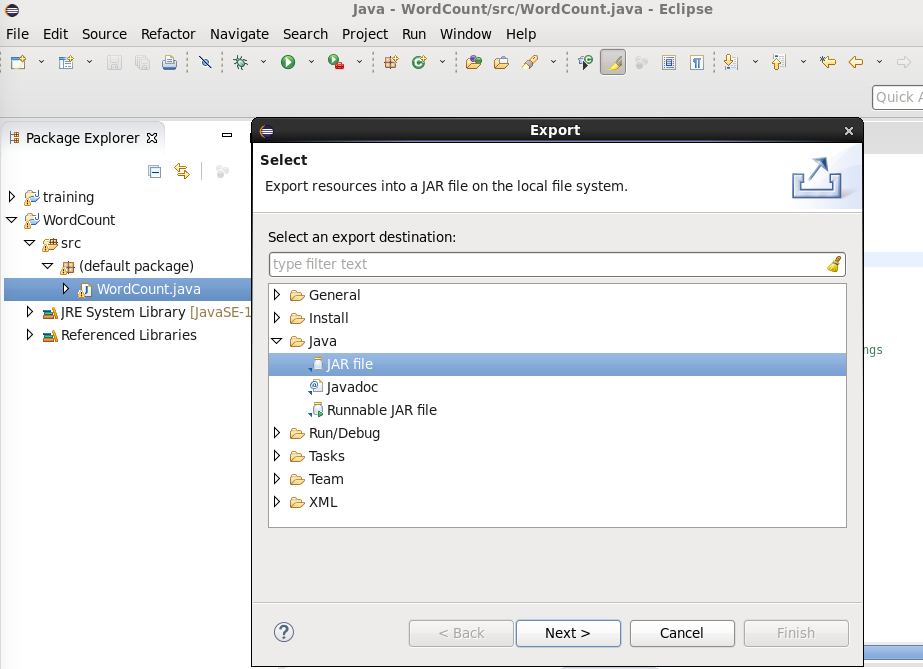 Java - WordCount/src/WordCount.java - Eclipse
File Edit Source Refactor Navigate Search Project Run Window Help
Quick A
Package Explorer
training
WordCount
src
(default package)
WordCount.java
JRE System Library [JavaSE-1
Referenced Libraries
Export
Select
Export resources into a JAR file on the local file system.
Select an export destination:
type filter text
General
Install
Java
JAR file
Javadoc
Runnable JAR file
Run/Debug
Tasks
Team
XML
ngs
? < Back Next > Cancel Finish